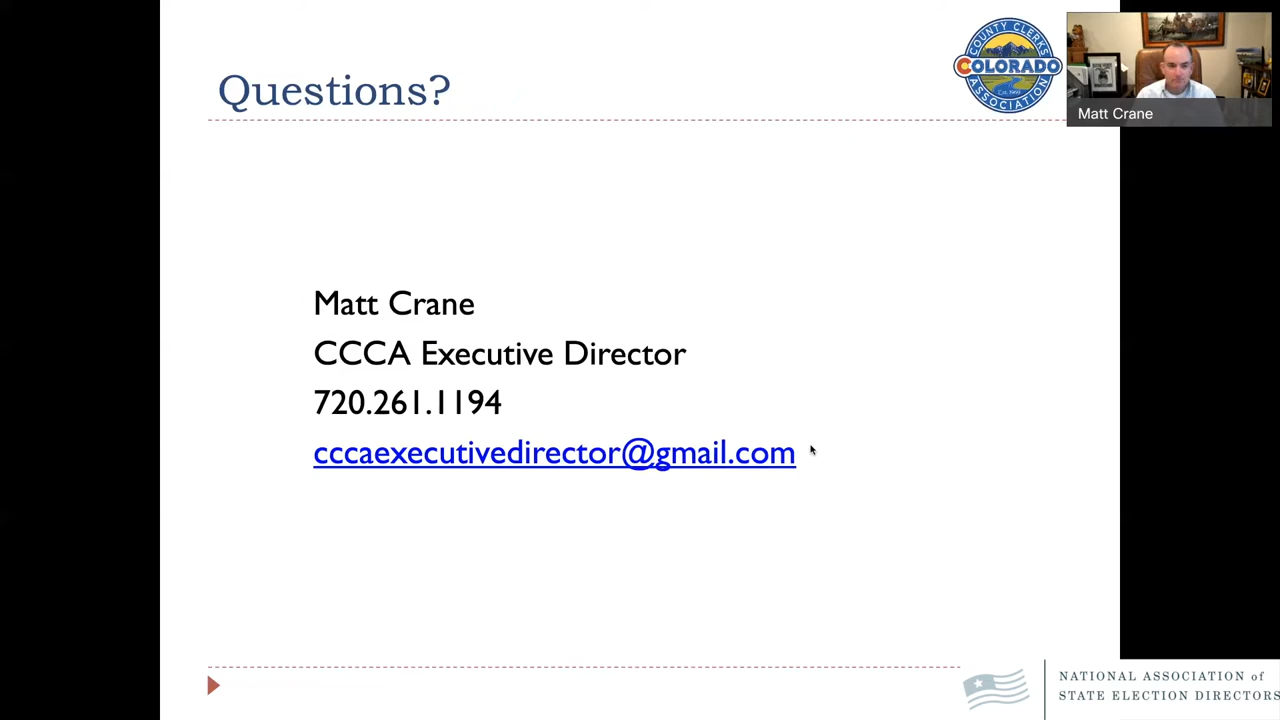 Questions?
COUNTY CLERKS
COLORADO
ASSOCIATION
Matt Crane
Matt Crane
CCCA Executive Director
720.261.1194
cccaexecutivedirector@gmail.com
NATIONAL ASSOCIATION of
STATE ELECTION DIRECTORS